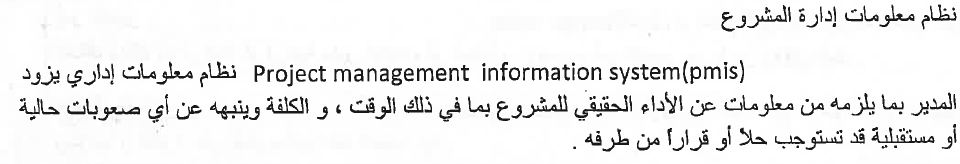 نظام معلومات إدارة المشروع
Project management information system(pmis) نظام معلومات إداري يزود
المدير بما يلزمه من معلومات عن الأداء الحقيقي للمشروع بما في ذلك الوقت ، و الكلفة وينبهه عن أي صعوبات حالية
أو مستقبلية قد تستوجب حلاً أو قراراً من طرفه .